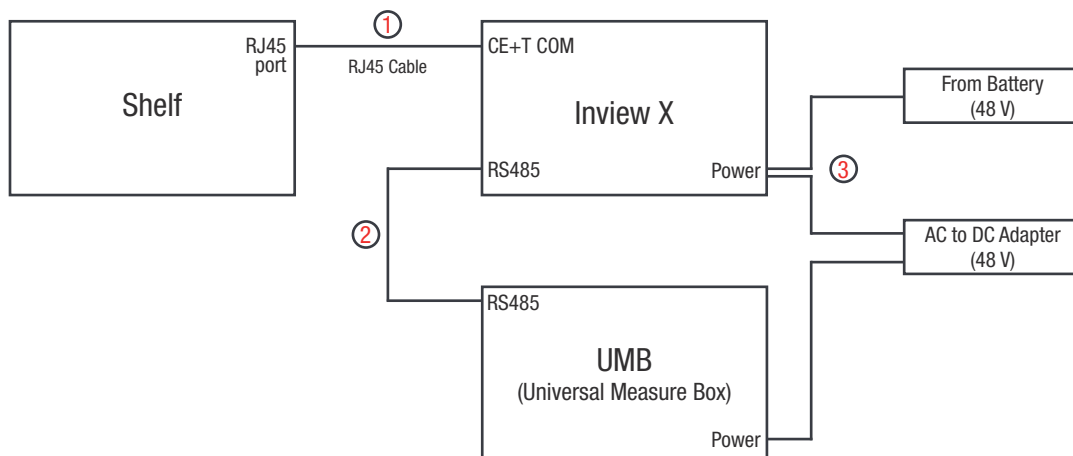 Shelf
RJ45
port
1
RJ45 Cable
CE+T COM
Inview X
RS485
Power
3
From Battery
(48 V)
AC to DC Adapter
(48 V)
2
RS485
UMB
(Universal Measure Box)
Power